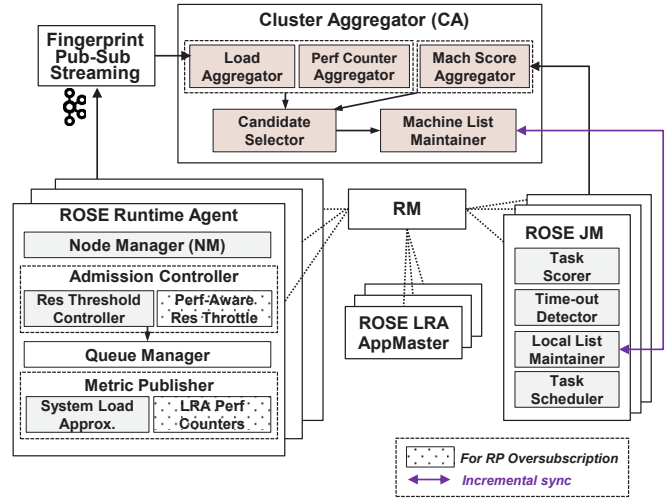 Cluster Aggregator (CA)
Fingerprint
Pub-Sub
Streaming
Load
Aggregator
Perf Counter
Aggregator
Mach Score
Aggregator
Candidate
Selector
Machine List
Maintainer
ROSE Runtime Agent
Node Manager (NM)
Admission Controller
Res Threshold
Controller
Perf-Aware
Res Throttle
Queue Manager
Metric Publisher
System Load
Approx.
LRA Perf
Counters
RM
ROSE LRA
AppMaster
ROSE JM
Task
Scorer
Time-out
Detector
Local List
Maintainer
Task
Scheduler
For RP Oversubscription
Incremental sync